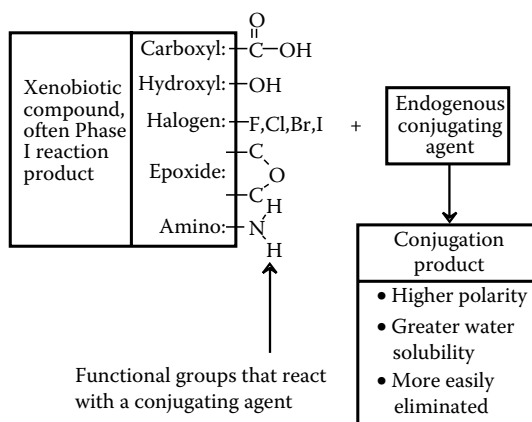 O
Carboxyl: C OH
Xenobiotic
compound,
often Phase
I reaction
product
Hydroxyl: OH
Halogen: F,Cl,Br,I
C
Epoxide: O
C
H
Amino: N
H
+
Endogenous
conjugating
agent
Conjugation
product
• Higher polarity
• Greater water
solubility
• More easily
eliminated
Functional groups that react
with a conjugating agent